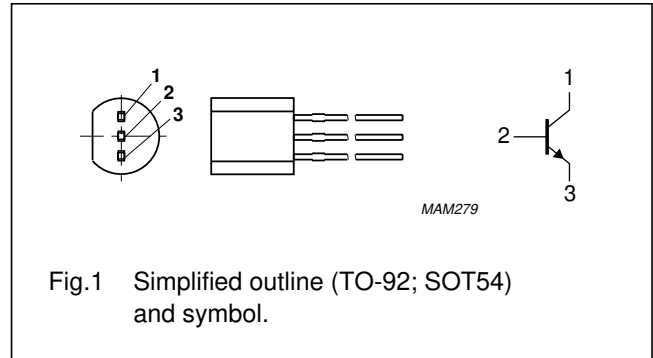 1
2
3
1
2
3
MAM279
Fig.1 Simplified outline (TO-92; SOT54)
and symbol.